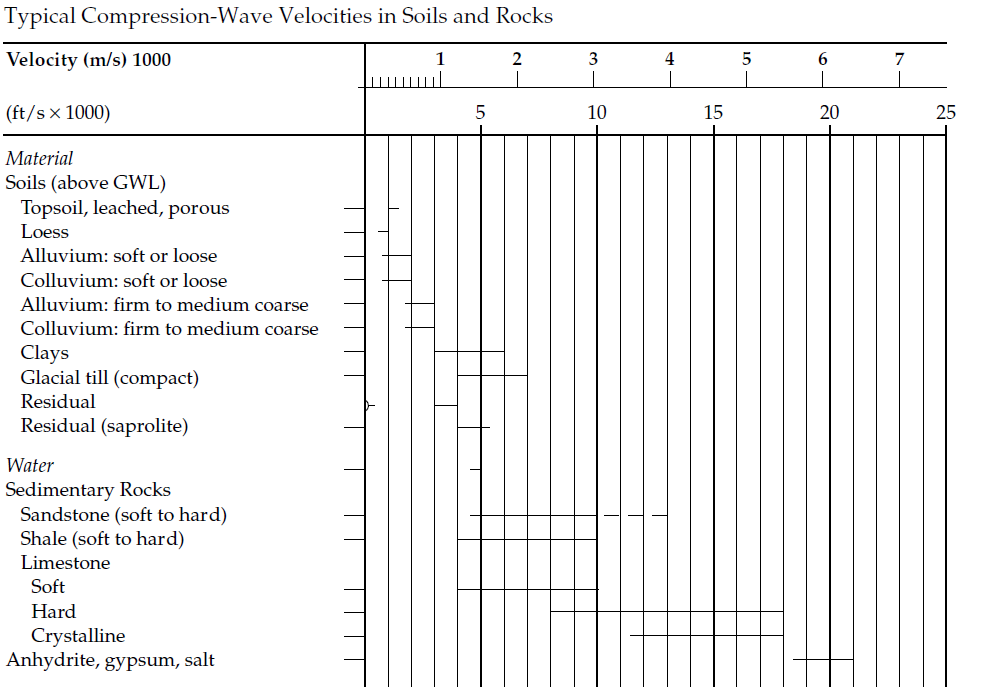 Typical Compression-Wave Velocities in Soils and Rocks
Velocity (m/s) 1000 1 2 3 4 5 6 7
(ft/s × 1000) 5 10 15 20 25
Material
Soils (above GWL)
Topsoil, leached, porous
Loess
Alluvium: soft or loose
Colluvium: soft or loose
Alluvium: firm to medium coarse
Colluvium: firm to medium coarse
Clays
Glacial till (compact)
Residual
Residual (saprolite)
Water
Sedimentary Rocks
Sandstone (soft to hard)
Shale (soft to hard)
Limestone
Soft
Hard
Crystalline
Anhydrite, gypsum, salt